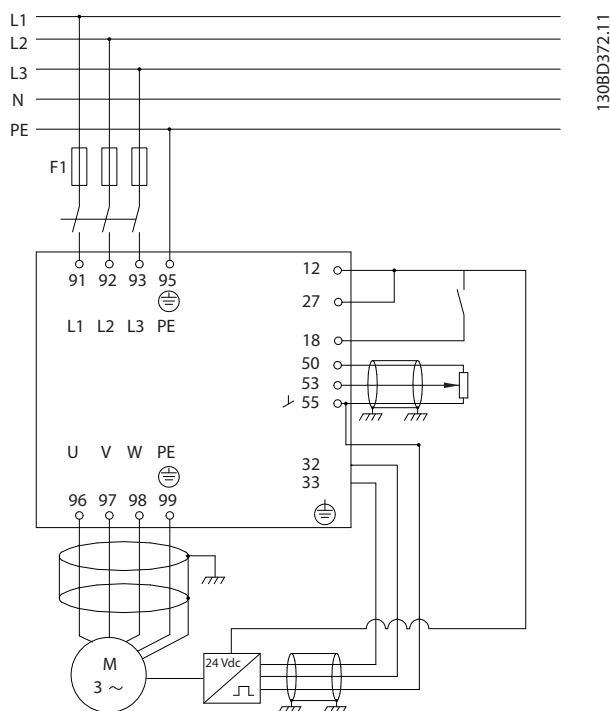 L1
L2
L3
N
PE
130BD372.11
F1
91 92 93 95
L1 L2 L3 PE
12
27
18
50
53
55
U V W PE
96 97 98 99
32
33
M
3 ~
24 Vdc